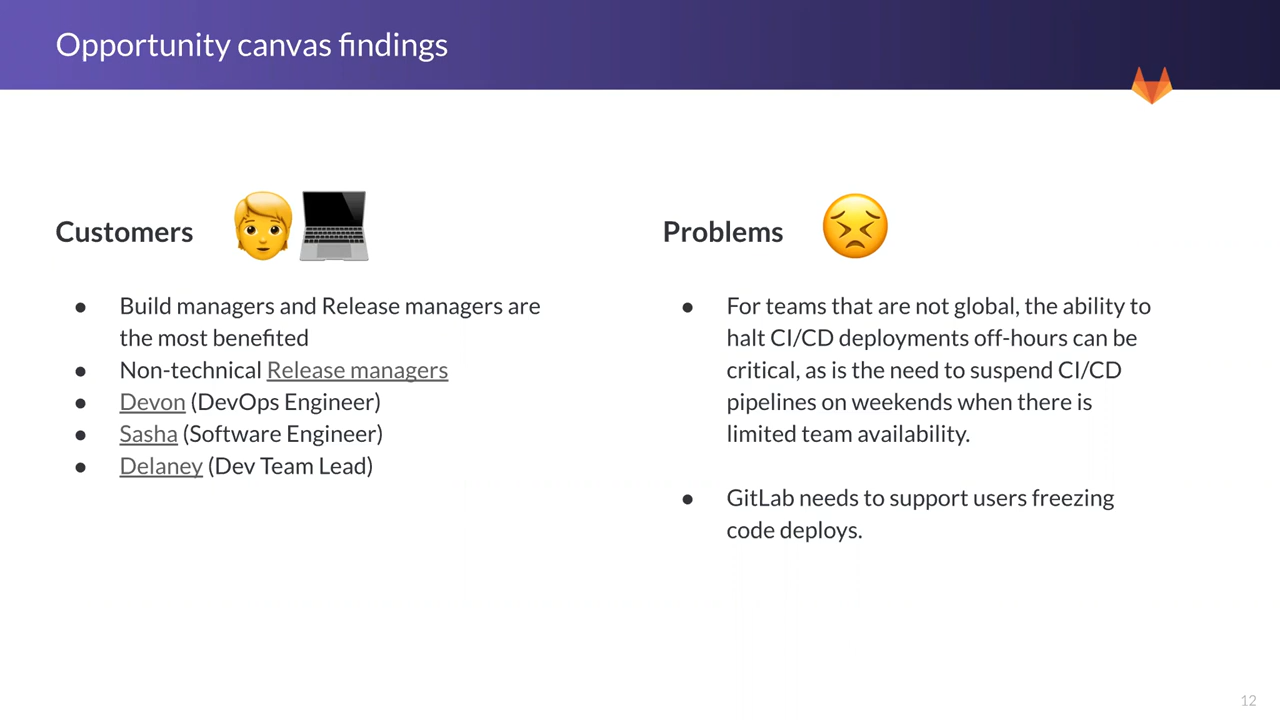 Opportunity canvas findings
Customers
● Build managers and Release managers are
the most benefited
● Non-technical Release managers
● Devon (DevOps Engineer)
● Sasha (Software Engineer)
● Delaney (Dev Team Lead)
Problems
● For teams that are not global, the ability to
halt CI/CD deployments off-hours can be
critical, as is the need to suspend CI/CD
pipelines on weekends when there is
limited team availability.
● GitLab needs to support users freezing
code deploys.
12